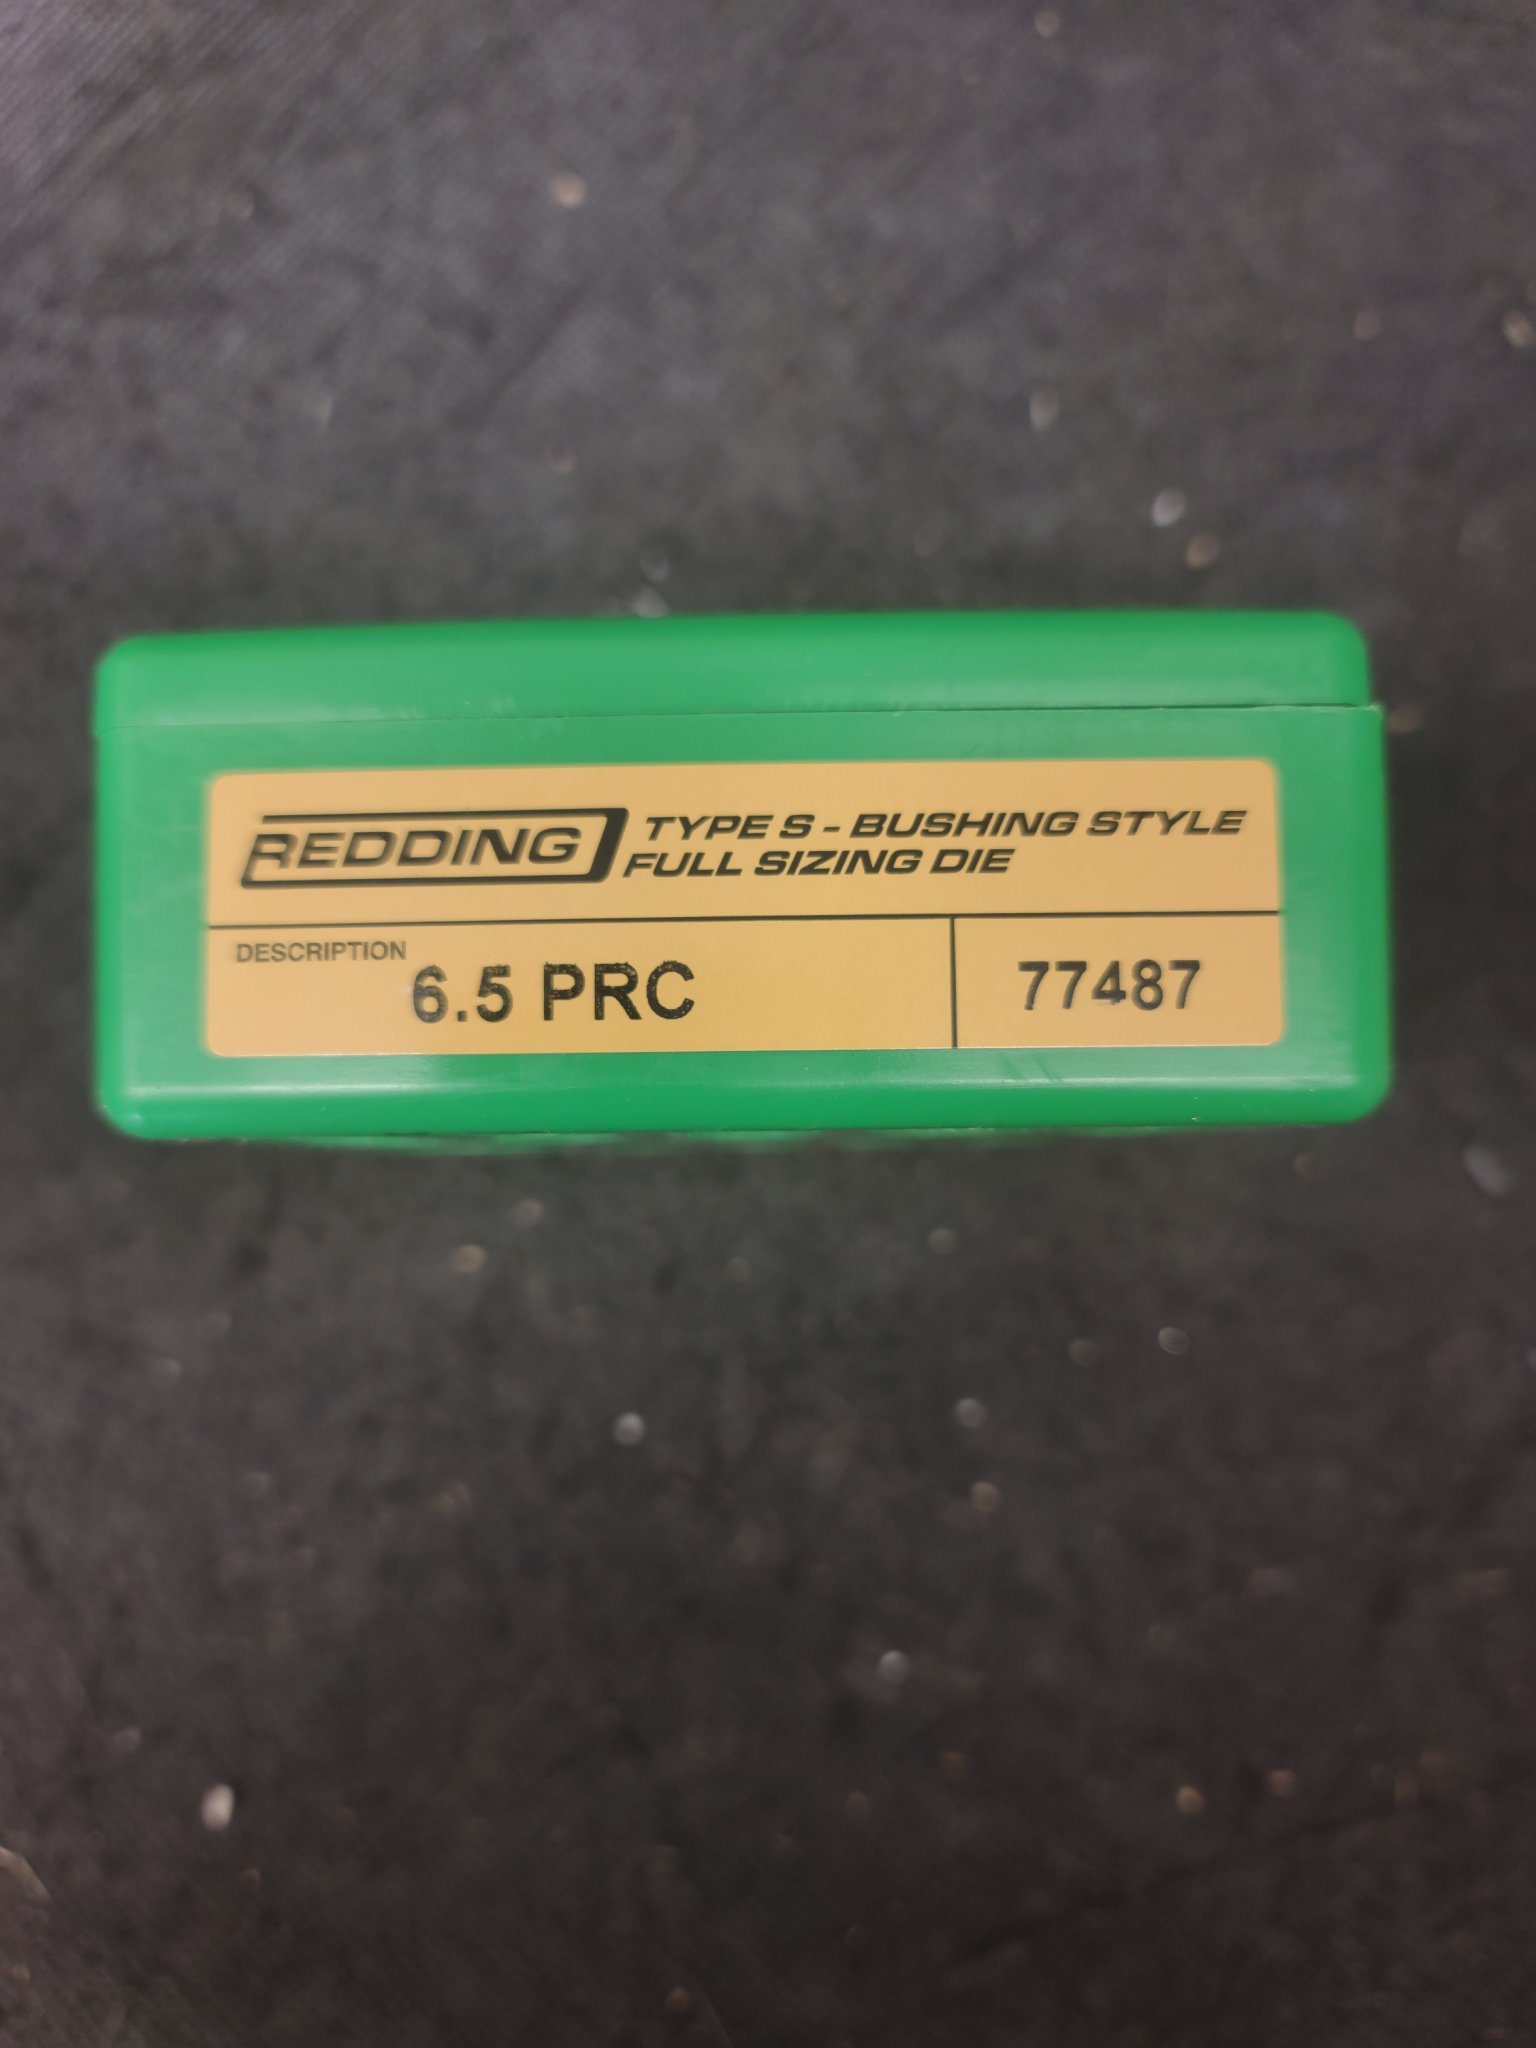 REDDING TYPE S - BUSHING STYLE
FULL SIZING DIE
DESCRIPTION
6.5 PRC 77487